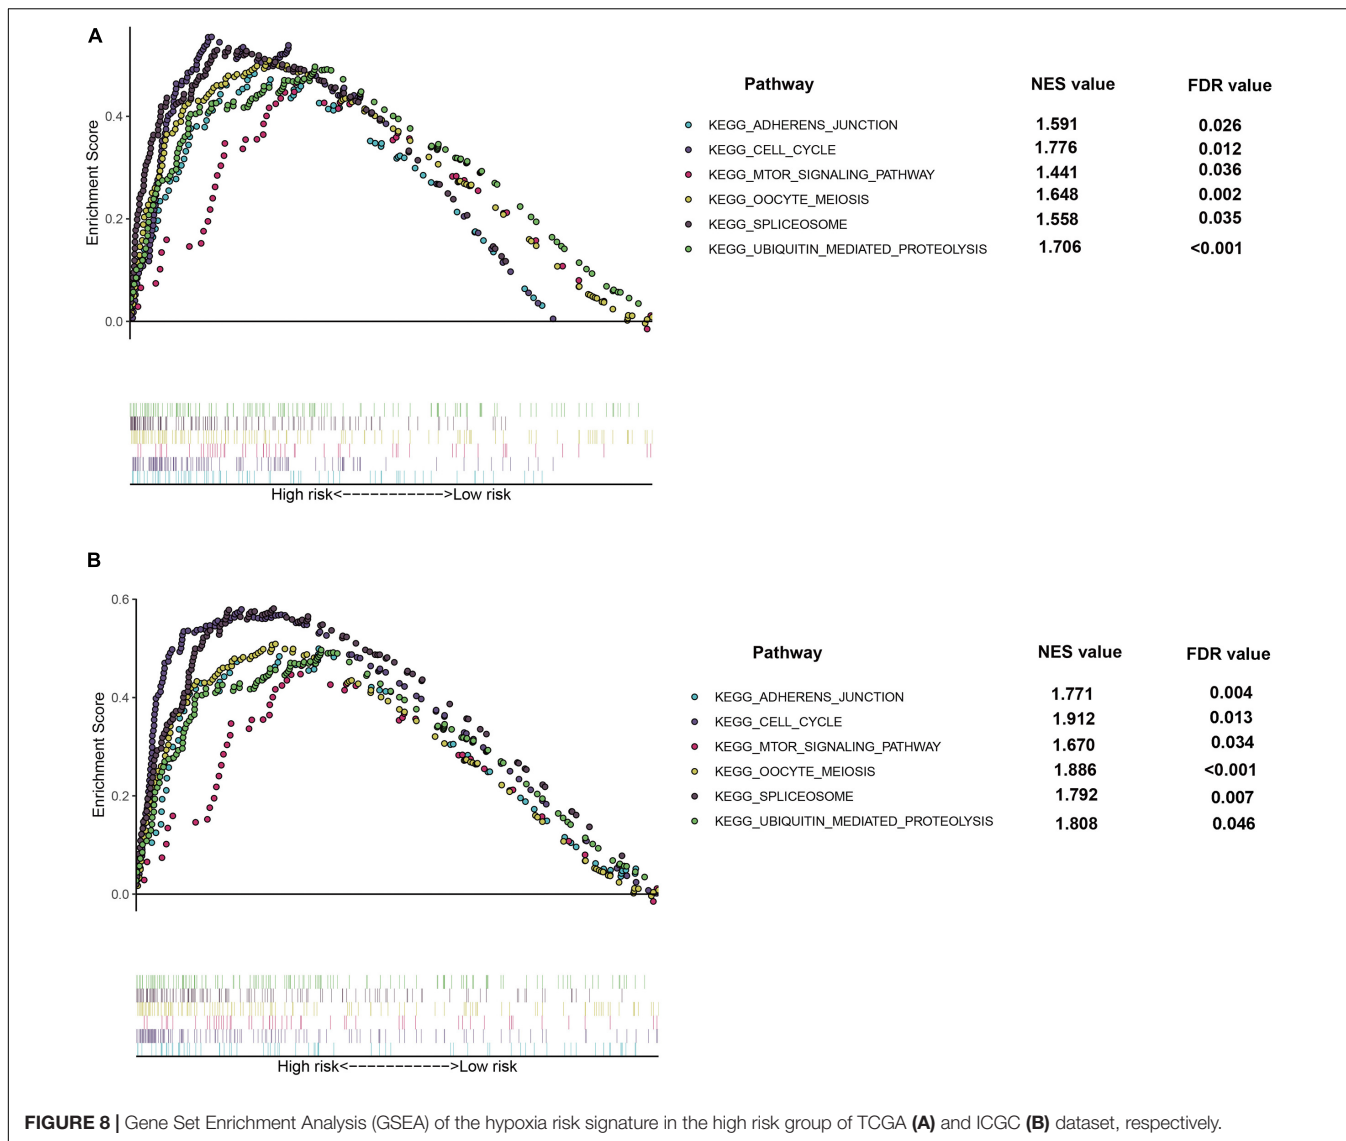 A
Pathway NES value FDR value
KEGG_ADHERENS_JUNCTION 1.591 0.026
KEGG_CELL_CYCLE 1.776 0.012
KEGG_MTOR_SIGNALING_PATHWAY 1.441 0.036
KEGG_OOCYTE_MEIOSIS 1.648 0.002
KEGG_SPLICEOSOME 1.558 0.035
KEGG_UBIQUITIN_MEDIATED_PROTEOLYSIS 1.706 <0.001
Enrichment Score
0.4
0.2
0.0
High risk<----------->Low risk
B
Pathway NES value FDR value
KEGG_ADHERENS_JUNCTION 1.771 0.004
KEGG_CELL_CYCLE 1.912 0.013
KEGG_MTOR_SIGNALING_PATHWAY 1.670 0.034
KEGG_OOCYTE_MEIOSIS 1.886 <0.001
KEGG_SPLICEOSOME 1.792 0.007
KEGG_UBIQUITIN_MEDIATED_PROTEOLYSIS 1.808 0.046
Enrichment Score
0.6
0.4
0.2
0.0
High risk<----------->Low risk
FIGURE 8 | Gene Set Enrichment Analysis (GSEA) of the hypoxia risk signature in the high risk group of TCGA (A) and ICGC (B) dataset, respectively.